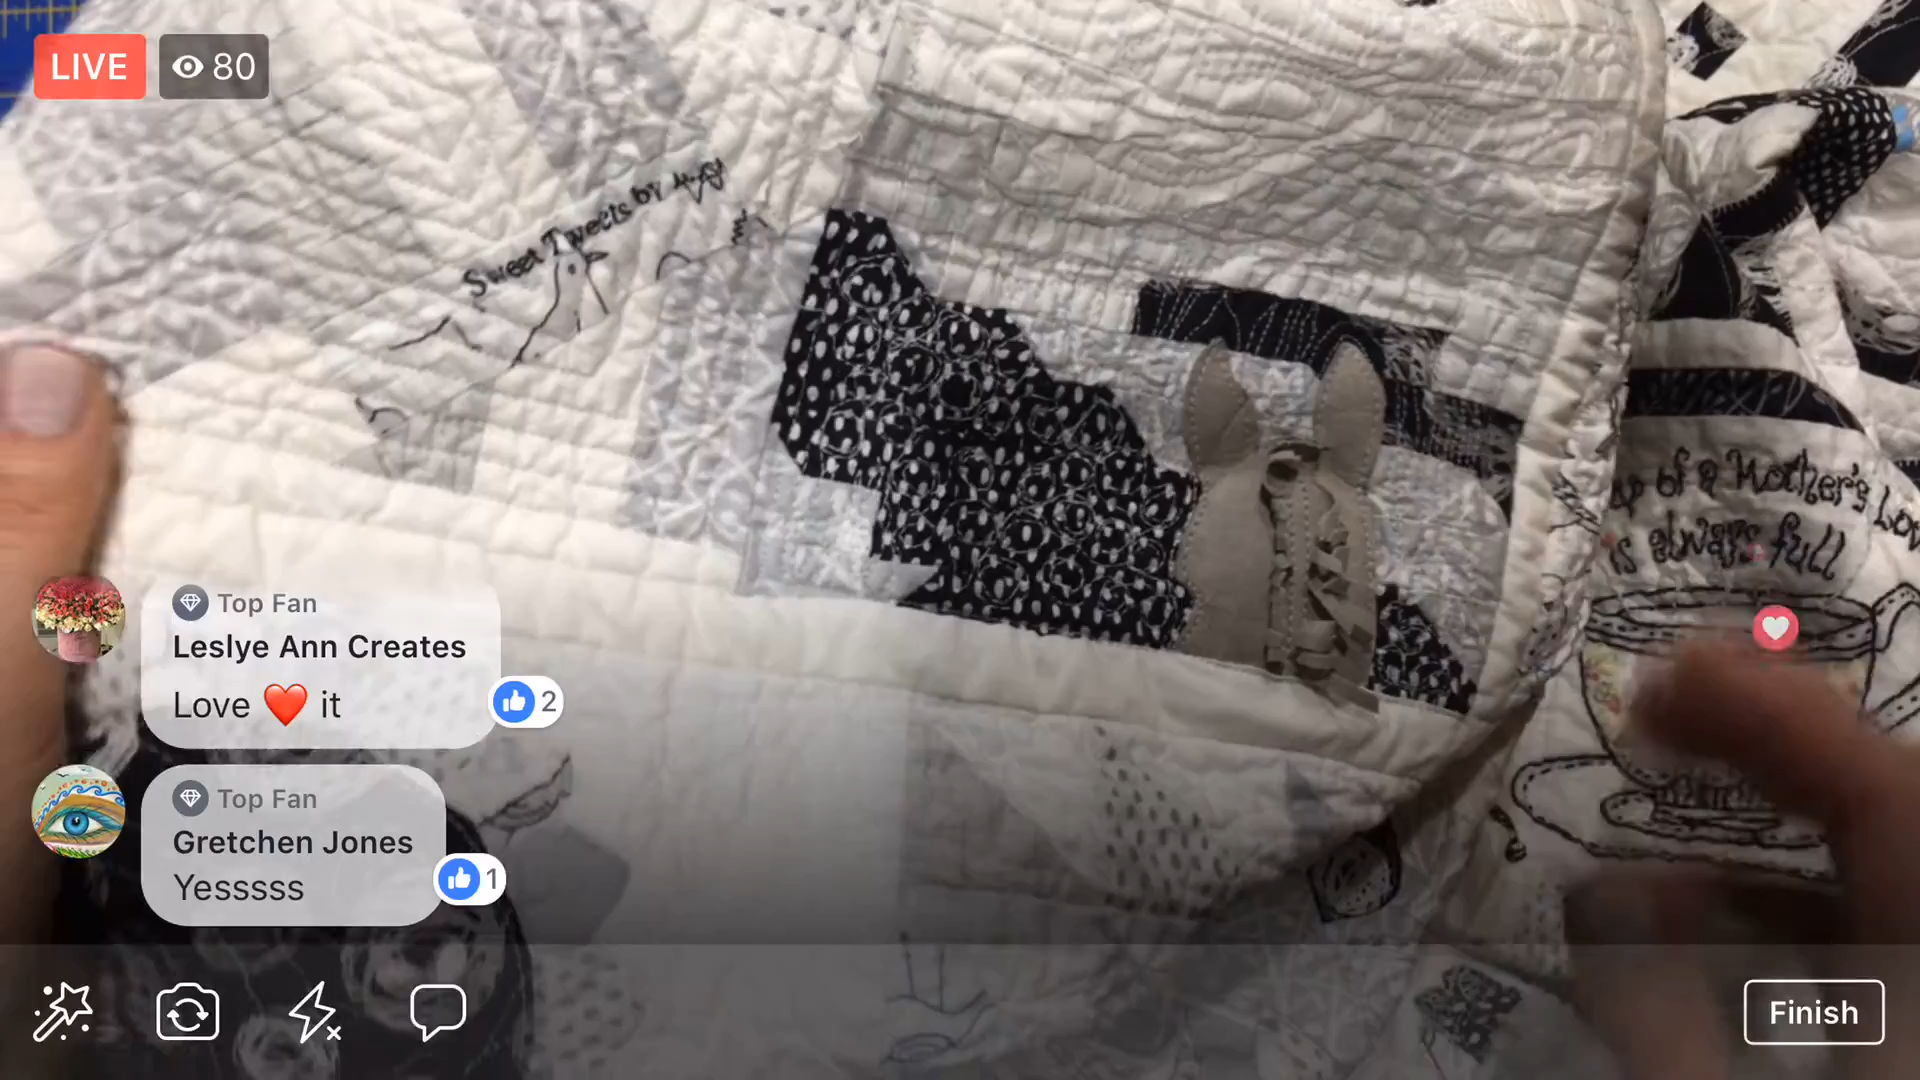 LIVE
80
Sweet Tweets by
of a Mother's
is always full
Top Fan
Leslye Ann Creates
Love ❤️ it
2
Top Fan
Gretchen Jones
Yesssss
1
Finish